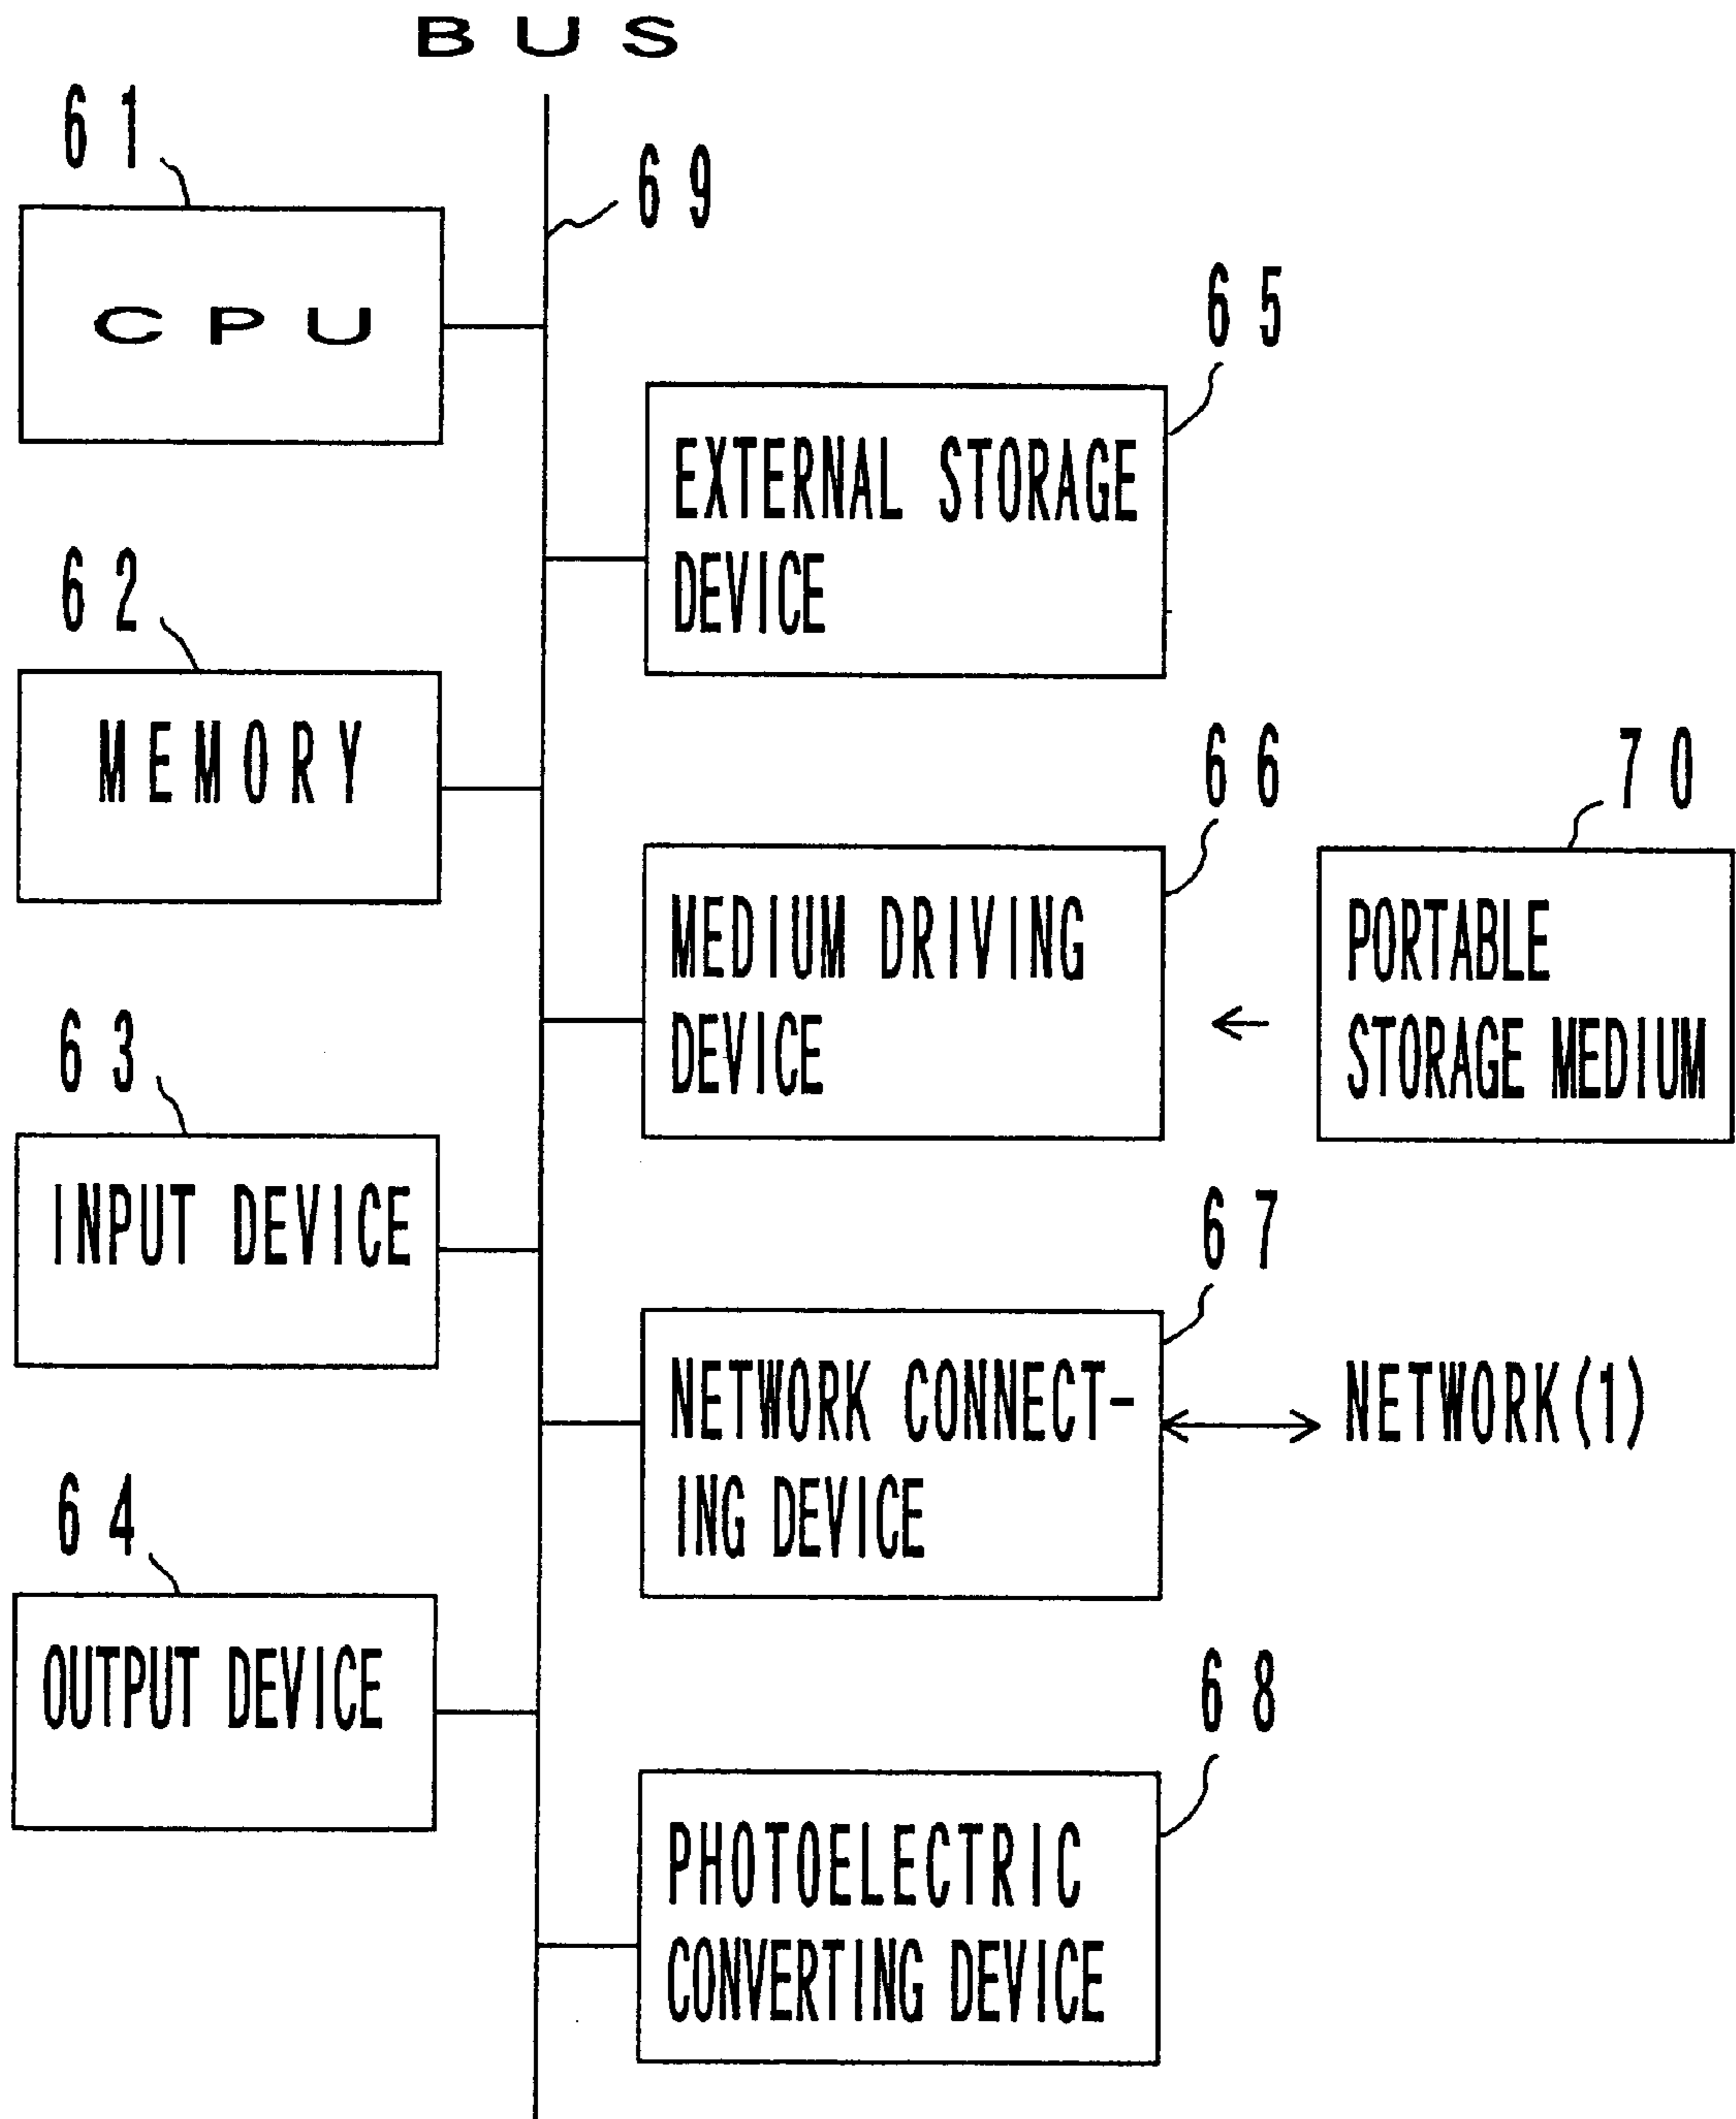 BUS
61
69
CPU
65
EXTERNAL STORAGE
DEVICE
62
MEMORY
66
70
MEDIUM DRIVING
DEVICE
PORTABLE
STORAGE MEDIUM
63
INPUT DEVICE
67
NETWORK CONNECT-
ING DEVICE
NETWORK(1)
64
OUTPUT DEVICE
68
PHOTOELECTRIC
CONVERTING DEVICE